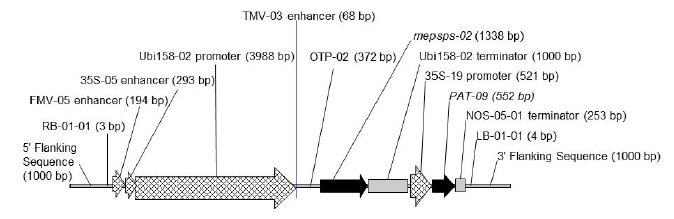 TMV-03 enhancer (68 bp)
mepsps-02 (1338 bp)
Ubi158-02 promoter (3988 bp)
OTP-02 (372 bp)
Ubi158-02 terminator (1000 bp)
35S-05 enhancer (293 bp)
35S-19 promoter (521 bp)
FMV-05 enhancer (194 bp)
PAT-09 (552 bp)
NOS-05-01 terminator (253 bp)
RB-01-01 (3 bp)
LB-01-01 (4 bp)
5' Flanking
Sequence
(1000 bp)
3' Flanking Sequence (1000 bp)